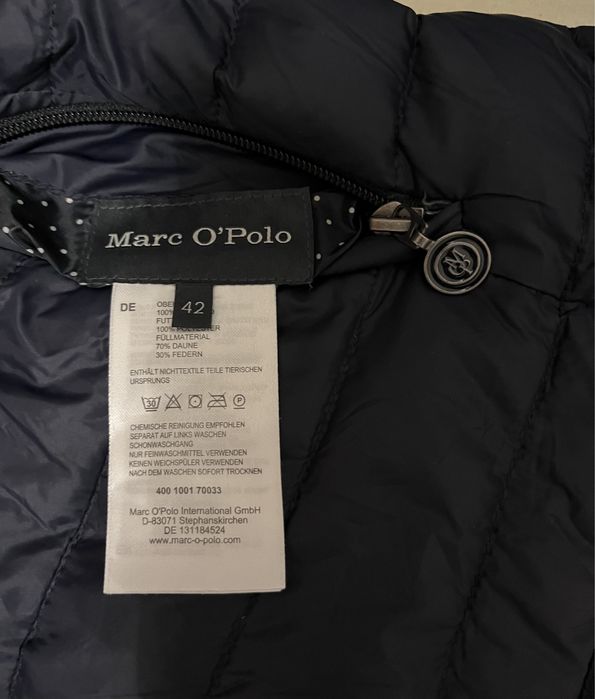 Marc O'Polo
42
DE
100%
100% POLYESTER
FÜLLMATERIAL
70% DAUNE
30% FEDERN
ENTHÄLT NICHTTEXTILE TEILE TIERISCHEN
URSPRUNGS
30 P
CHEMISCHE REINIGUNG EMPFOHLEN
SEPARAT AUF LINKS WASCHEN
SCHONWASCHGANG
NUR FEINWASCHMITTEL VERWENDEN
KEINEN WEICHSPÜLER VERWENDEN
NACH DEM WASCHEN SOFORT TROCKNEN
400 1001 70033
Marc O'Polo International GmbH
D-83071 Stephanskirchen
DE 131184524
www.marc-o-polo.com